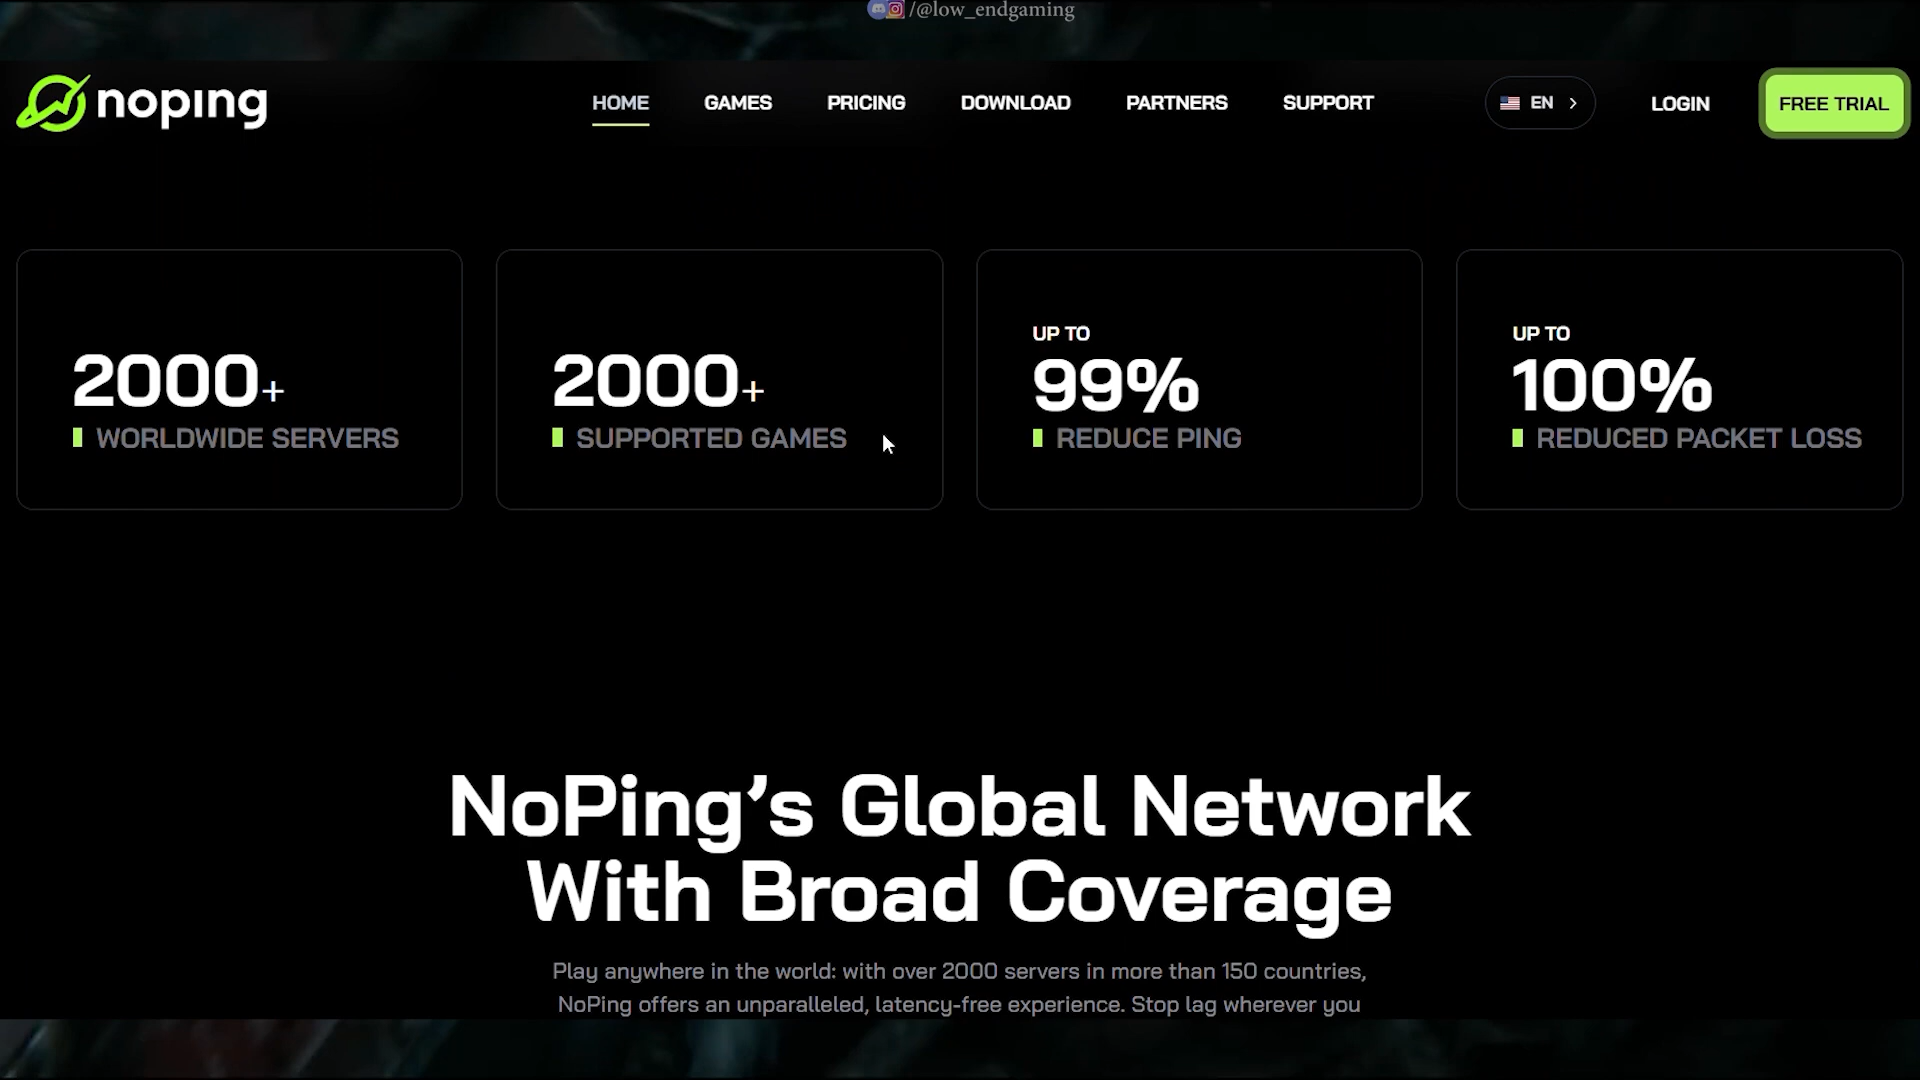 /@low_endgaming
noping
HOME GAMES PRICING DOWNLOAD PARTNERS SUPPORT EN LOGIN FREE TRIAL
2000+
WORLDWIDE SERVERS
2000+
SUPPORTED GAMES
UP TO
99%
REDUCE PING
UP TO
100%
REDUCED PACKET LOSS
NoPing’s Global Network
With Broad Coverage
Play anywhere in the world: with over 2000 servers in more than 150 countries,
NoPing offers an unparalleled, latency-free experience. Stop lag wherever you